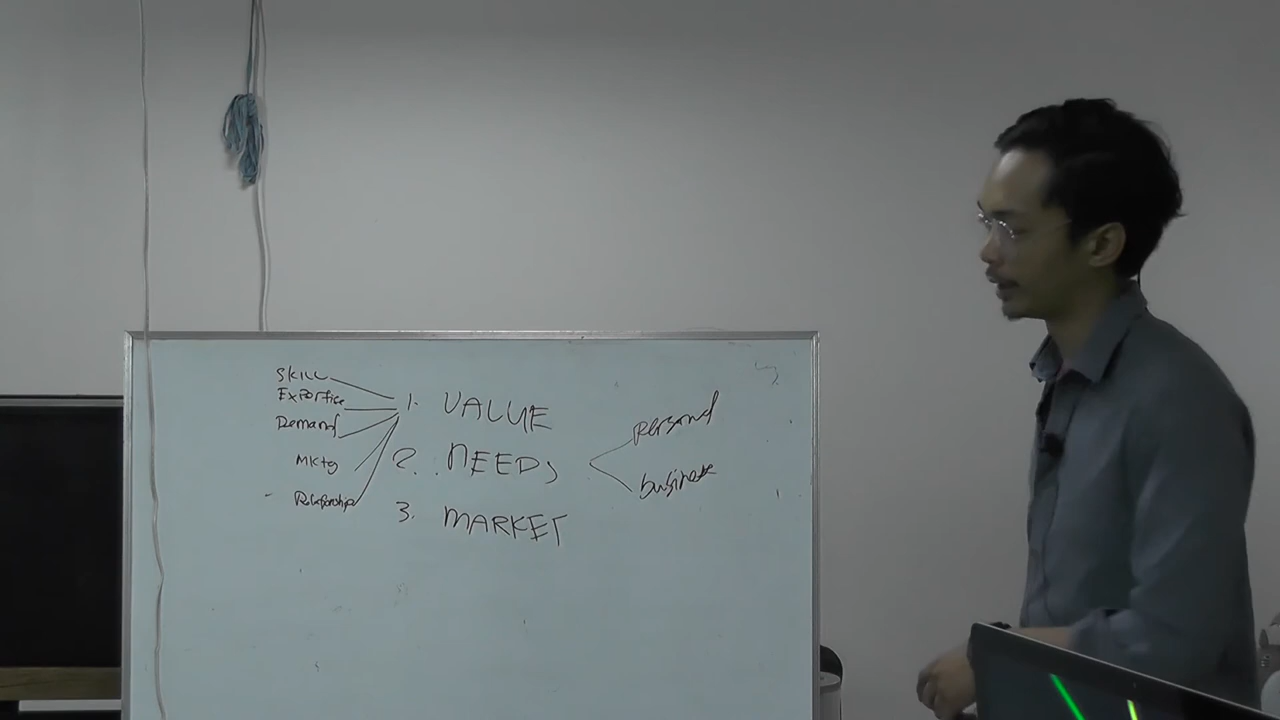 SKILL
Expertise
Demand
Mktg
Relationship
1. VALUE
2. NEEDS
3. MARKET
personal
business